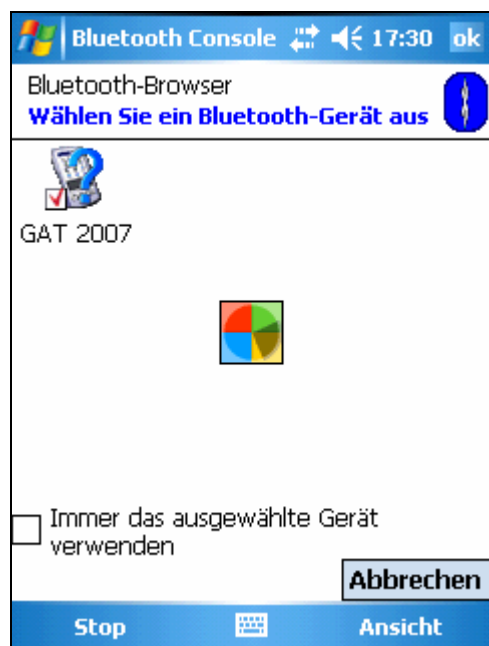 Bluetooth Console 17:30 ok
Bluetooth-Browser
Wählen Sie ein Bluetooth-Gerät aus
GAT 2007
Immer das ausgewählte Gerät
verwenden
Abbrechen
Stop Ansicht